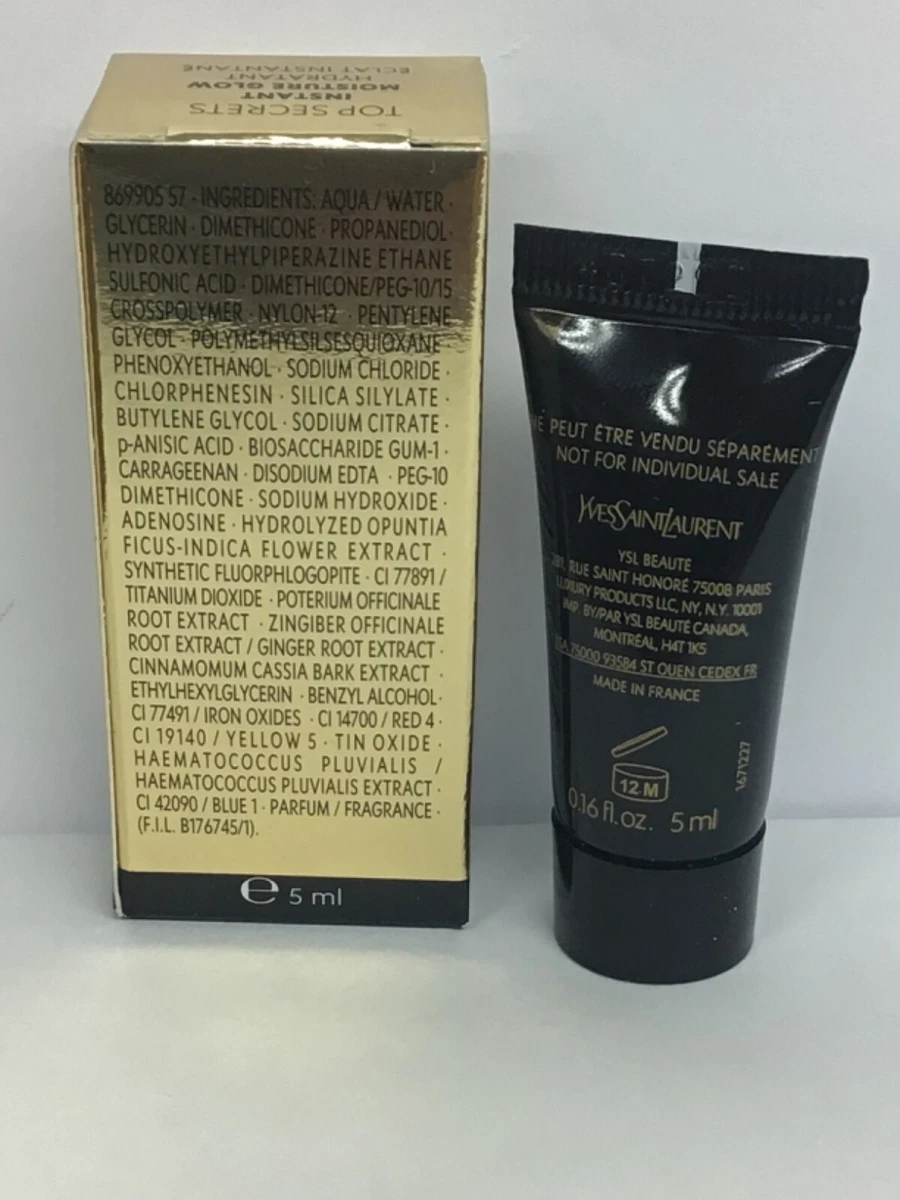 TOP SECRETS
INSTANT
MOISTURE GLOW
HYDRATANT
ÉCLAT INSTANTANÉ
869905 57 · INGREDIENTS: AQUA / WATER ·
GLYCERIN · DIMETHICONE · PROPANEDIOL ·
HYDROXYETHYLPIPERAZINE ETHANE
SULFONIC ACID · DIMETHICONE/PEG-10/15
CROSSPOLYMER · NYLON-12 · PENTYLENE
GLYCOL · POLYMETHYLSILSESQUIOXANE ·
PHENOXYETHANOL · SODIUM CHLORIDE ·
CHLORPHENESIN · SILICA SILYLATE ·
BUTYLENE GLYCOL · SODIUM CITRATE ·
p-ANISIC ACID · BIOSACCHARIDE GUM-1 ·
CARRAGEENAN · DISODIUM EDTA · PEG-10
DIMETHICONE · SODIUM HYDROXIDE ·
ADENOSINE · HYDROLYZED OPUNTIA
FICUS-INDICA FLOWER EXTRACT ·
SYNTHETIC FLUORPHLOGOPITE · CI 77891 /
TITANIUM DIOXIDE · POTERIUM OFFICINALE
ROOT EXTRACT · ZINGIBER OFFICINALE
ROOT EXTRACT / GINGER ROOT EXTRACT ·
CINNAMOMUM CASSIA BARK EXTRACT ·
ETHYLHEXYLGLYCERIN · BENZYL ALCOHOL ·
CI 77491 / IRON OXIDES · CI 14700 / RED 4 ·
CI 19140 / YELLOW 5 · TIN OXIDE ·
HAEMATOCOCCUS PLUVIALIS /
HAEMATOCOCCUS PLUVIALIS EXTRACT ·
CI 42090 / BLUE 1 · PARFUM / FRAGRANCE ·
(F.I.L. B176745/1).
e 5 ml
NE PEUT ÊTRE VENDU SÉPARÉMENT
NOT FOR INDIVIDUAL SALE
YVESSAINTLAURENT
YSL BEAUTÉ
RUE SAINT HONORÉ 75008 PARIS
LUXURY PRODUCTS LLC, NY, N.Y. 10001
IMP. BY/PAR YSL BEAUTÉ CANADA,
MONTRÉAL, H4T 1K5
75000 93584 ST OUEN CEDEX FR
MADE IN FRANCE
12 M
1671227
0.16 fl. oz. 5 ml